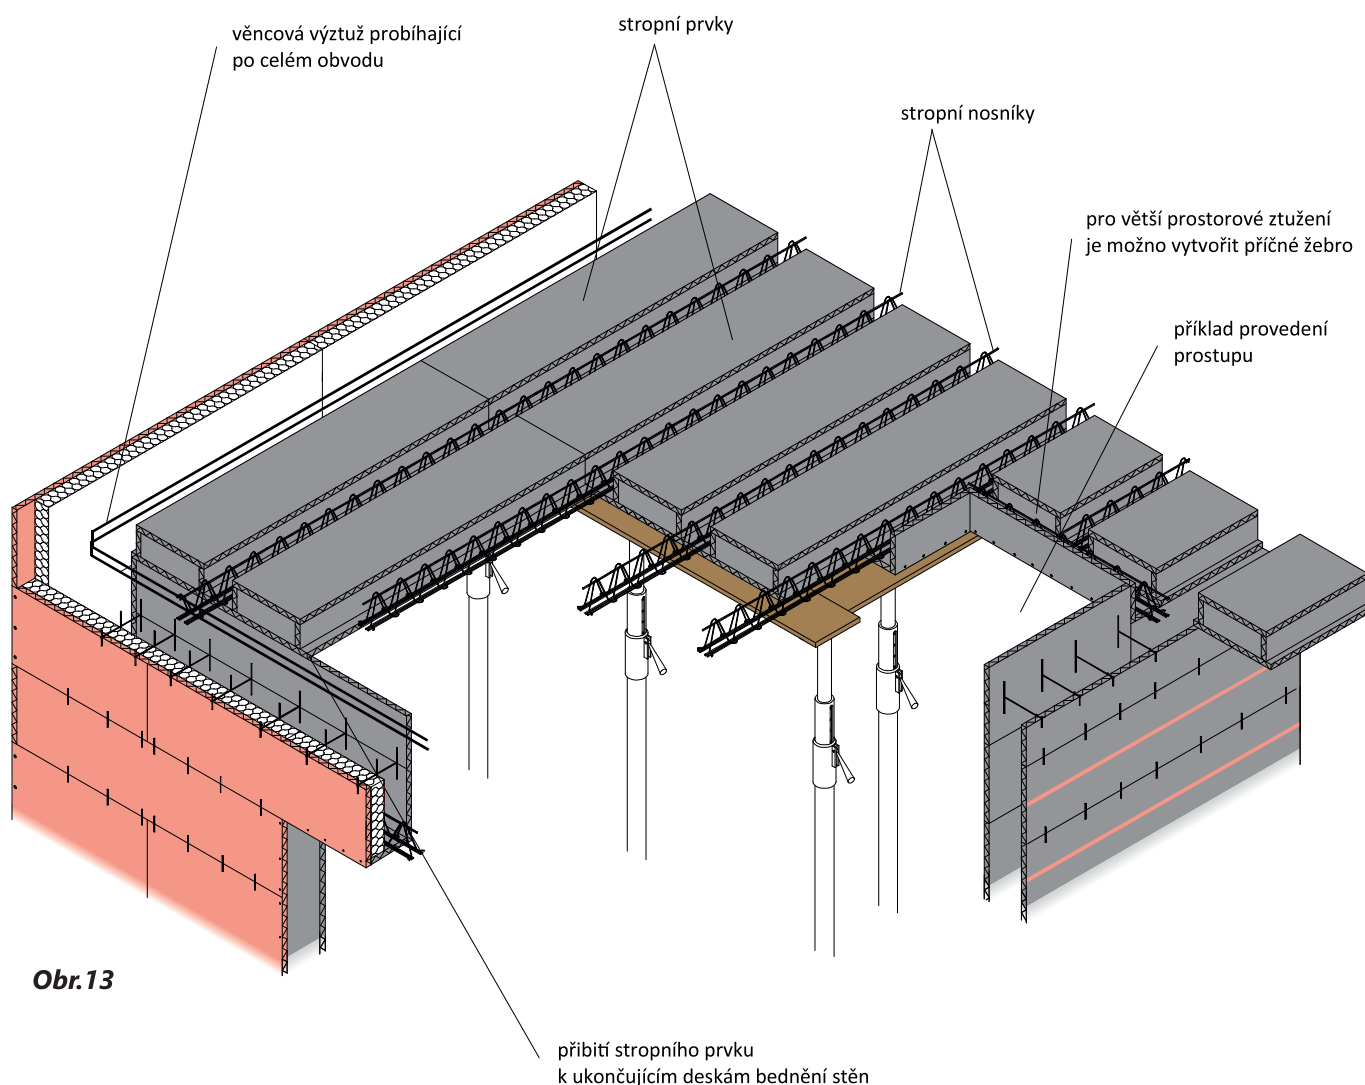 věncová výztuž probíhající
po celém obvodu
stropní prvky
stropní nosníky
pro větší prostorové ztužení
je možno vytvořit příčné žebro
příklad provedení
prostupu
Obr.13
přibití stropního prvku
k ukončujícím deskám bednění stěn